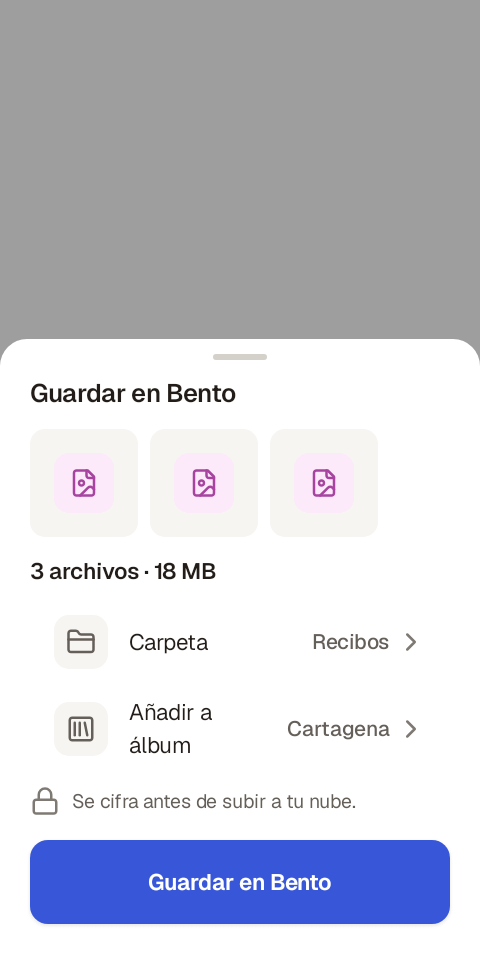 Guardar en Bento
3 archivos · 18 MB
Carpeta
Recibos
Añadir a
álbum
Cartagena
Se cifra antes de subir a tu nube.
Guardar en Bento